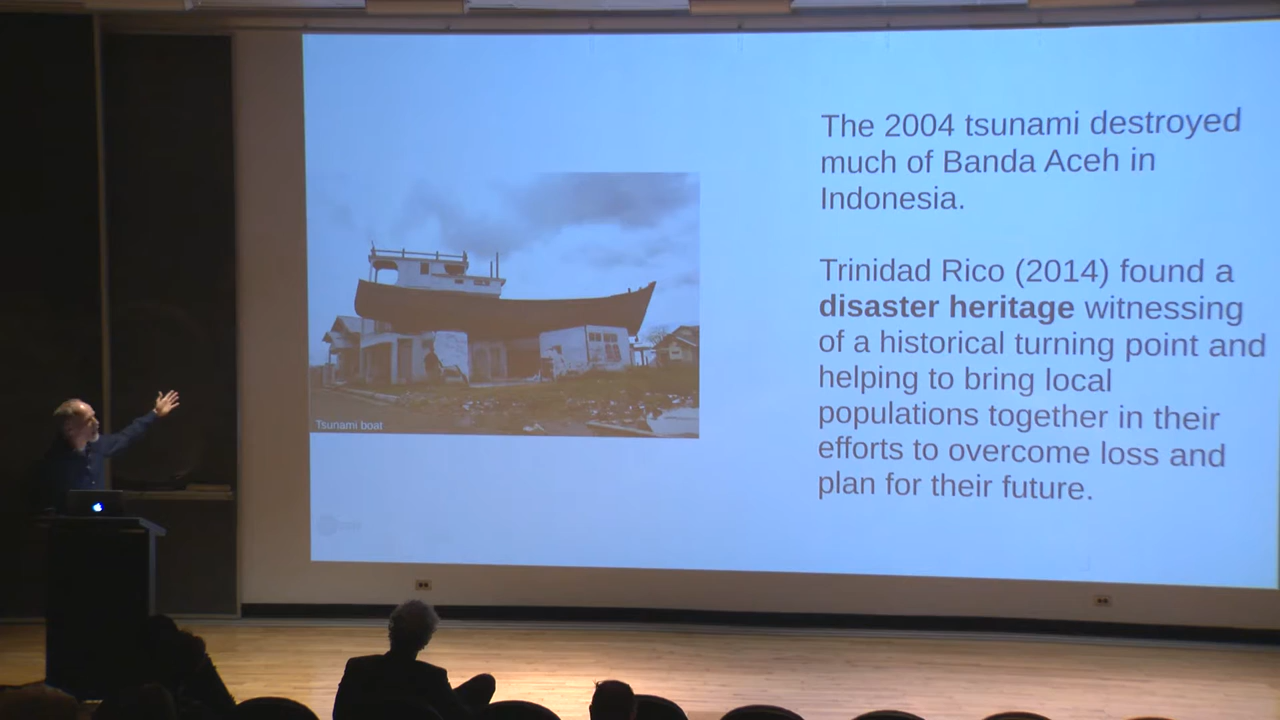 The 2004 tsunami destroyed
much of Banda Aceh in
Indonesia.
Trinidad Rico (2014) found a
disaster heritage witnessing
of a historical turning point and
helping to bring local
populations together in their
efforts to overcome loss and
plan for their future.
Tsunami boat